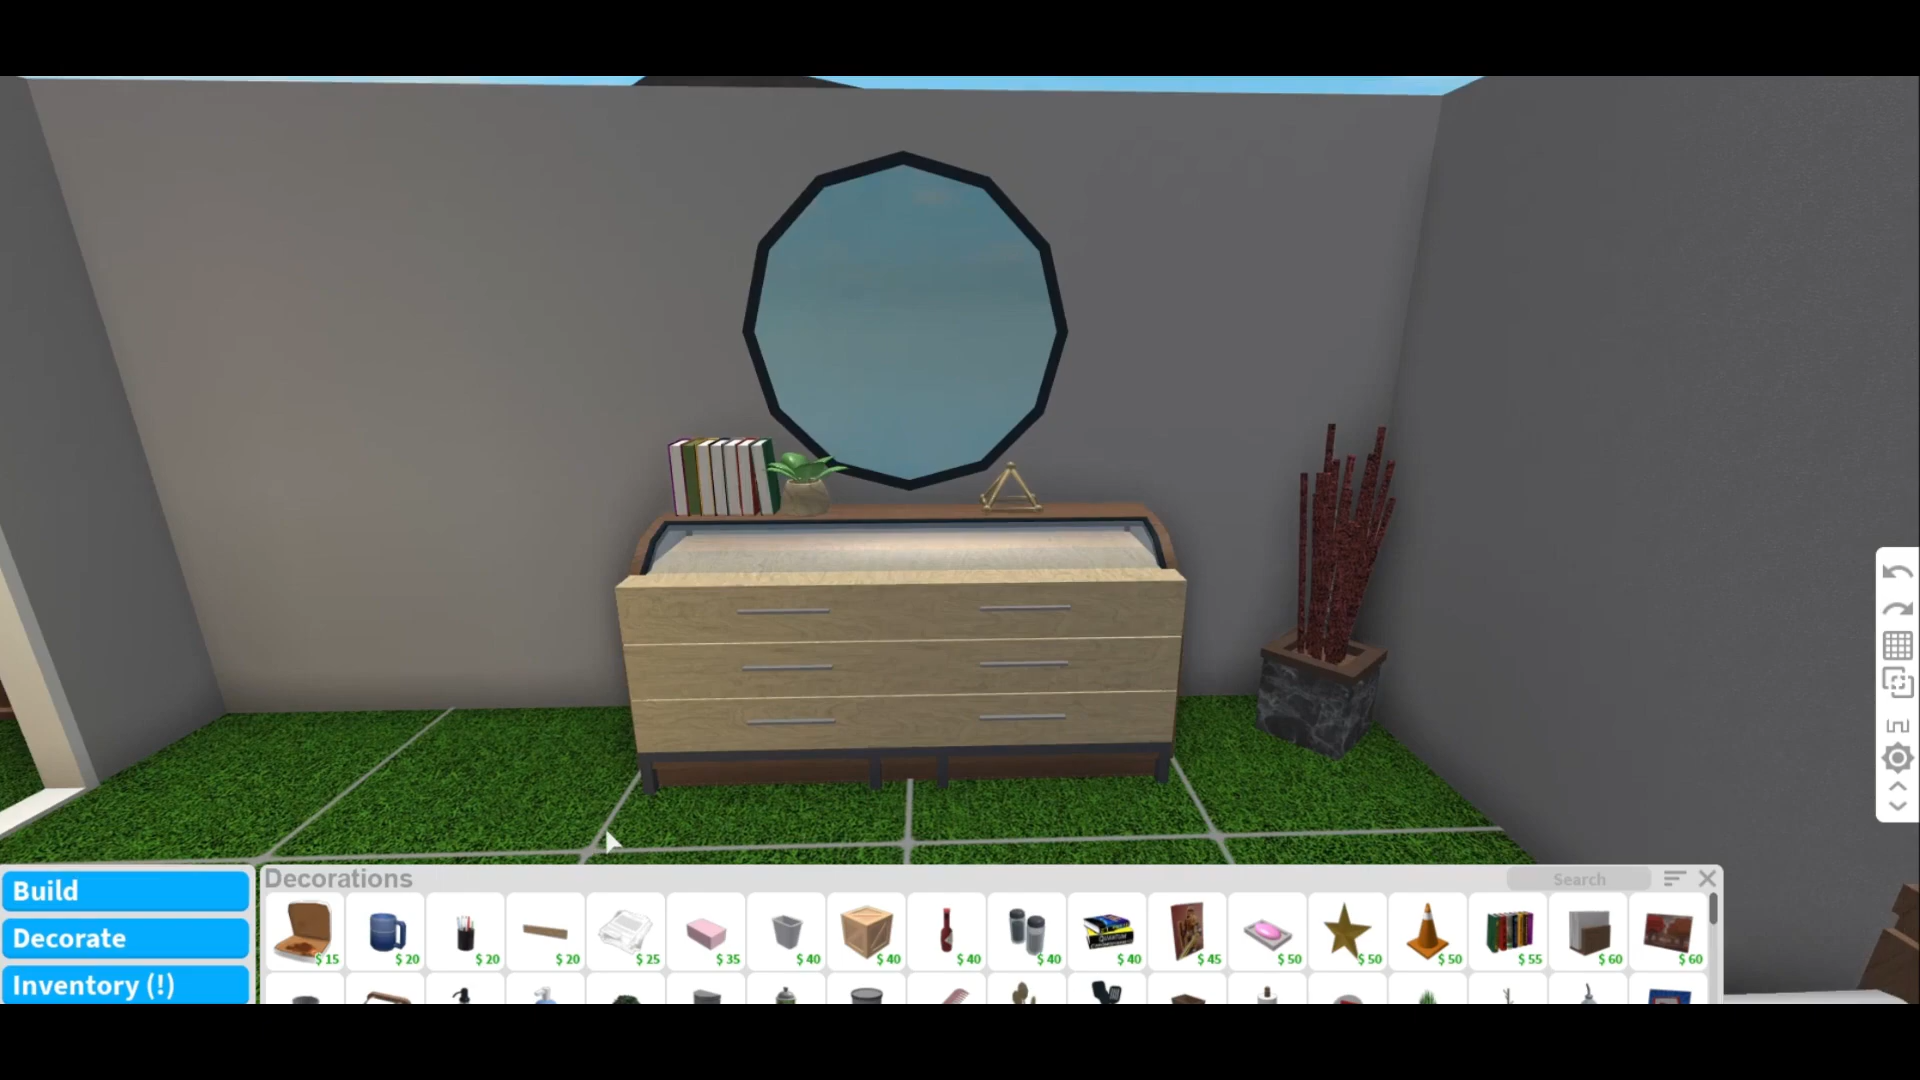 Decorations
Search
Build
Decorate
Inventory (!)
$15 $20 $20 $20 $25 $35 $40 $40 $40 $40 $40 $45 $50 $50 $50 $55 $60 $60
QUANTUM